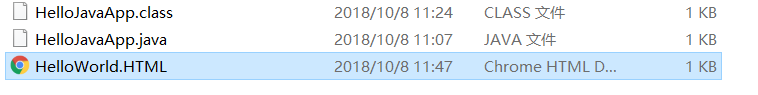 HelloJavaApp.class 2018/10/8 11:24 CLASS 文件 1 KB
HelloJavaApp.java 2018/10/8 11:07 JAVA 文件 1 KB
HelloWorld.HTML 2018/10/8 11:47 Chrome HTML D... 1 KB